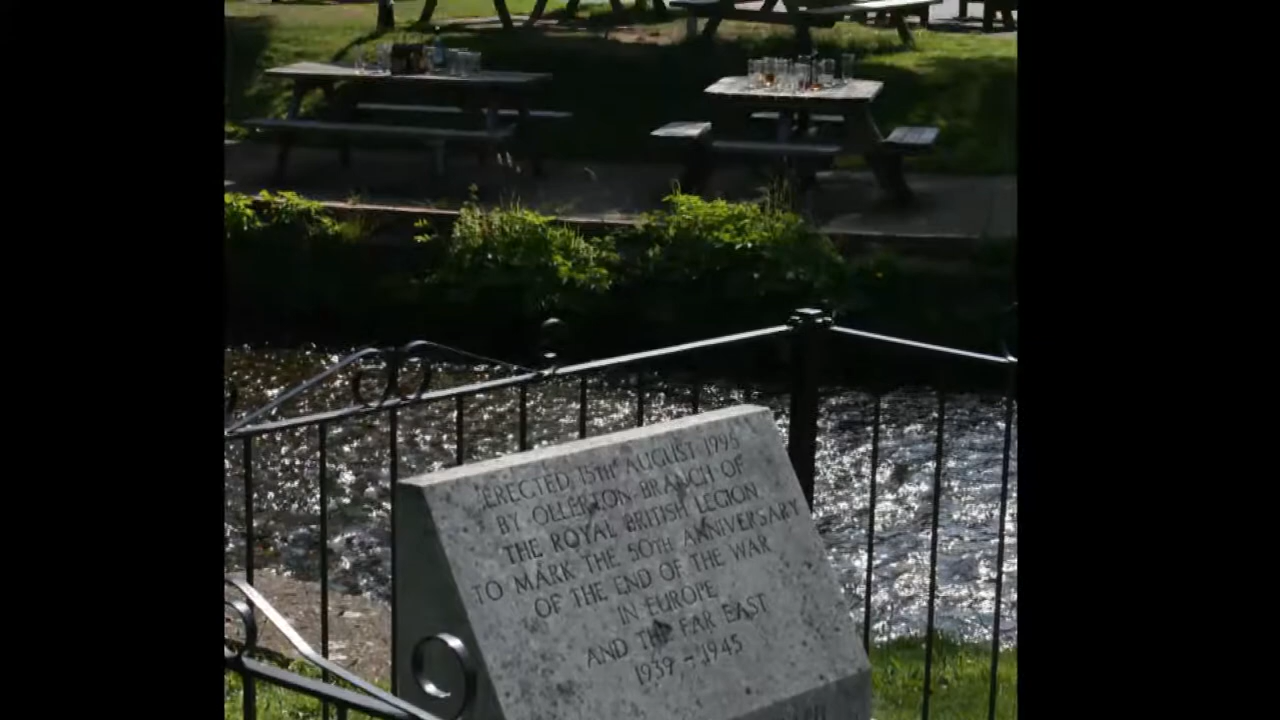 ERECTED 15TH AUGUST 1995
BY OLLERTON BRANCH OF
THE ROYAL BRITISH LEGION
TO MARK THE 50TH ANNIVERSARY
OF THE END OF THE WAR
IN EUROPE
AND THE FAR EAST
1939 - 1945